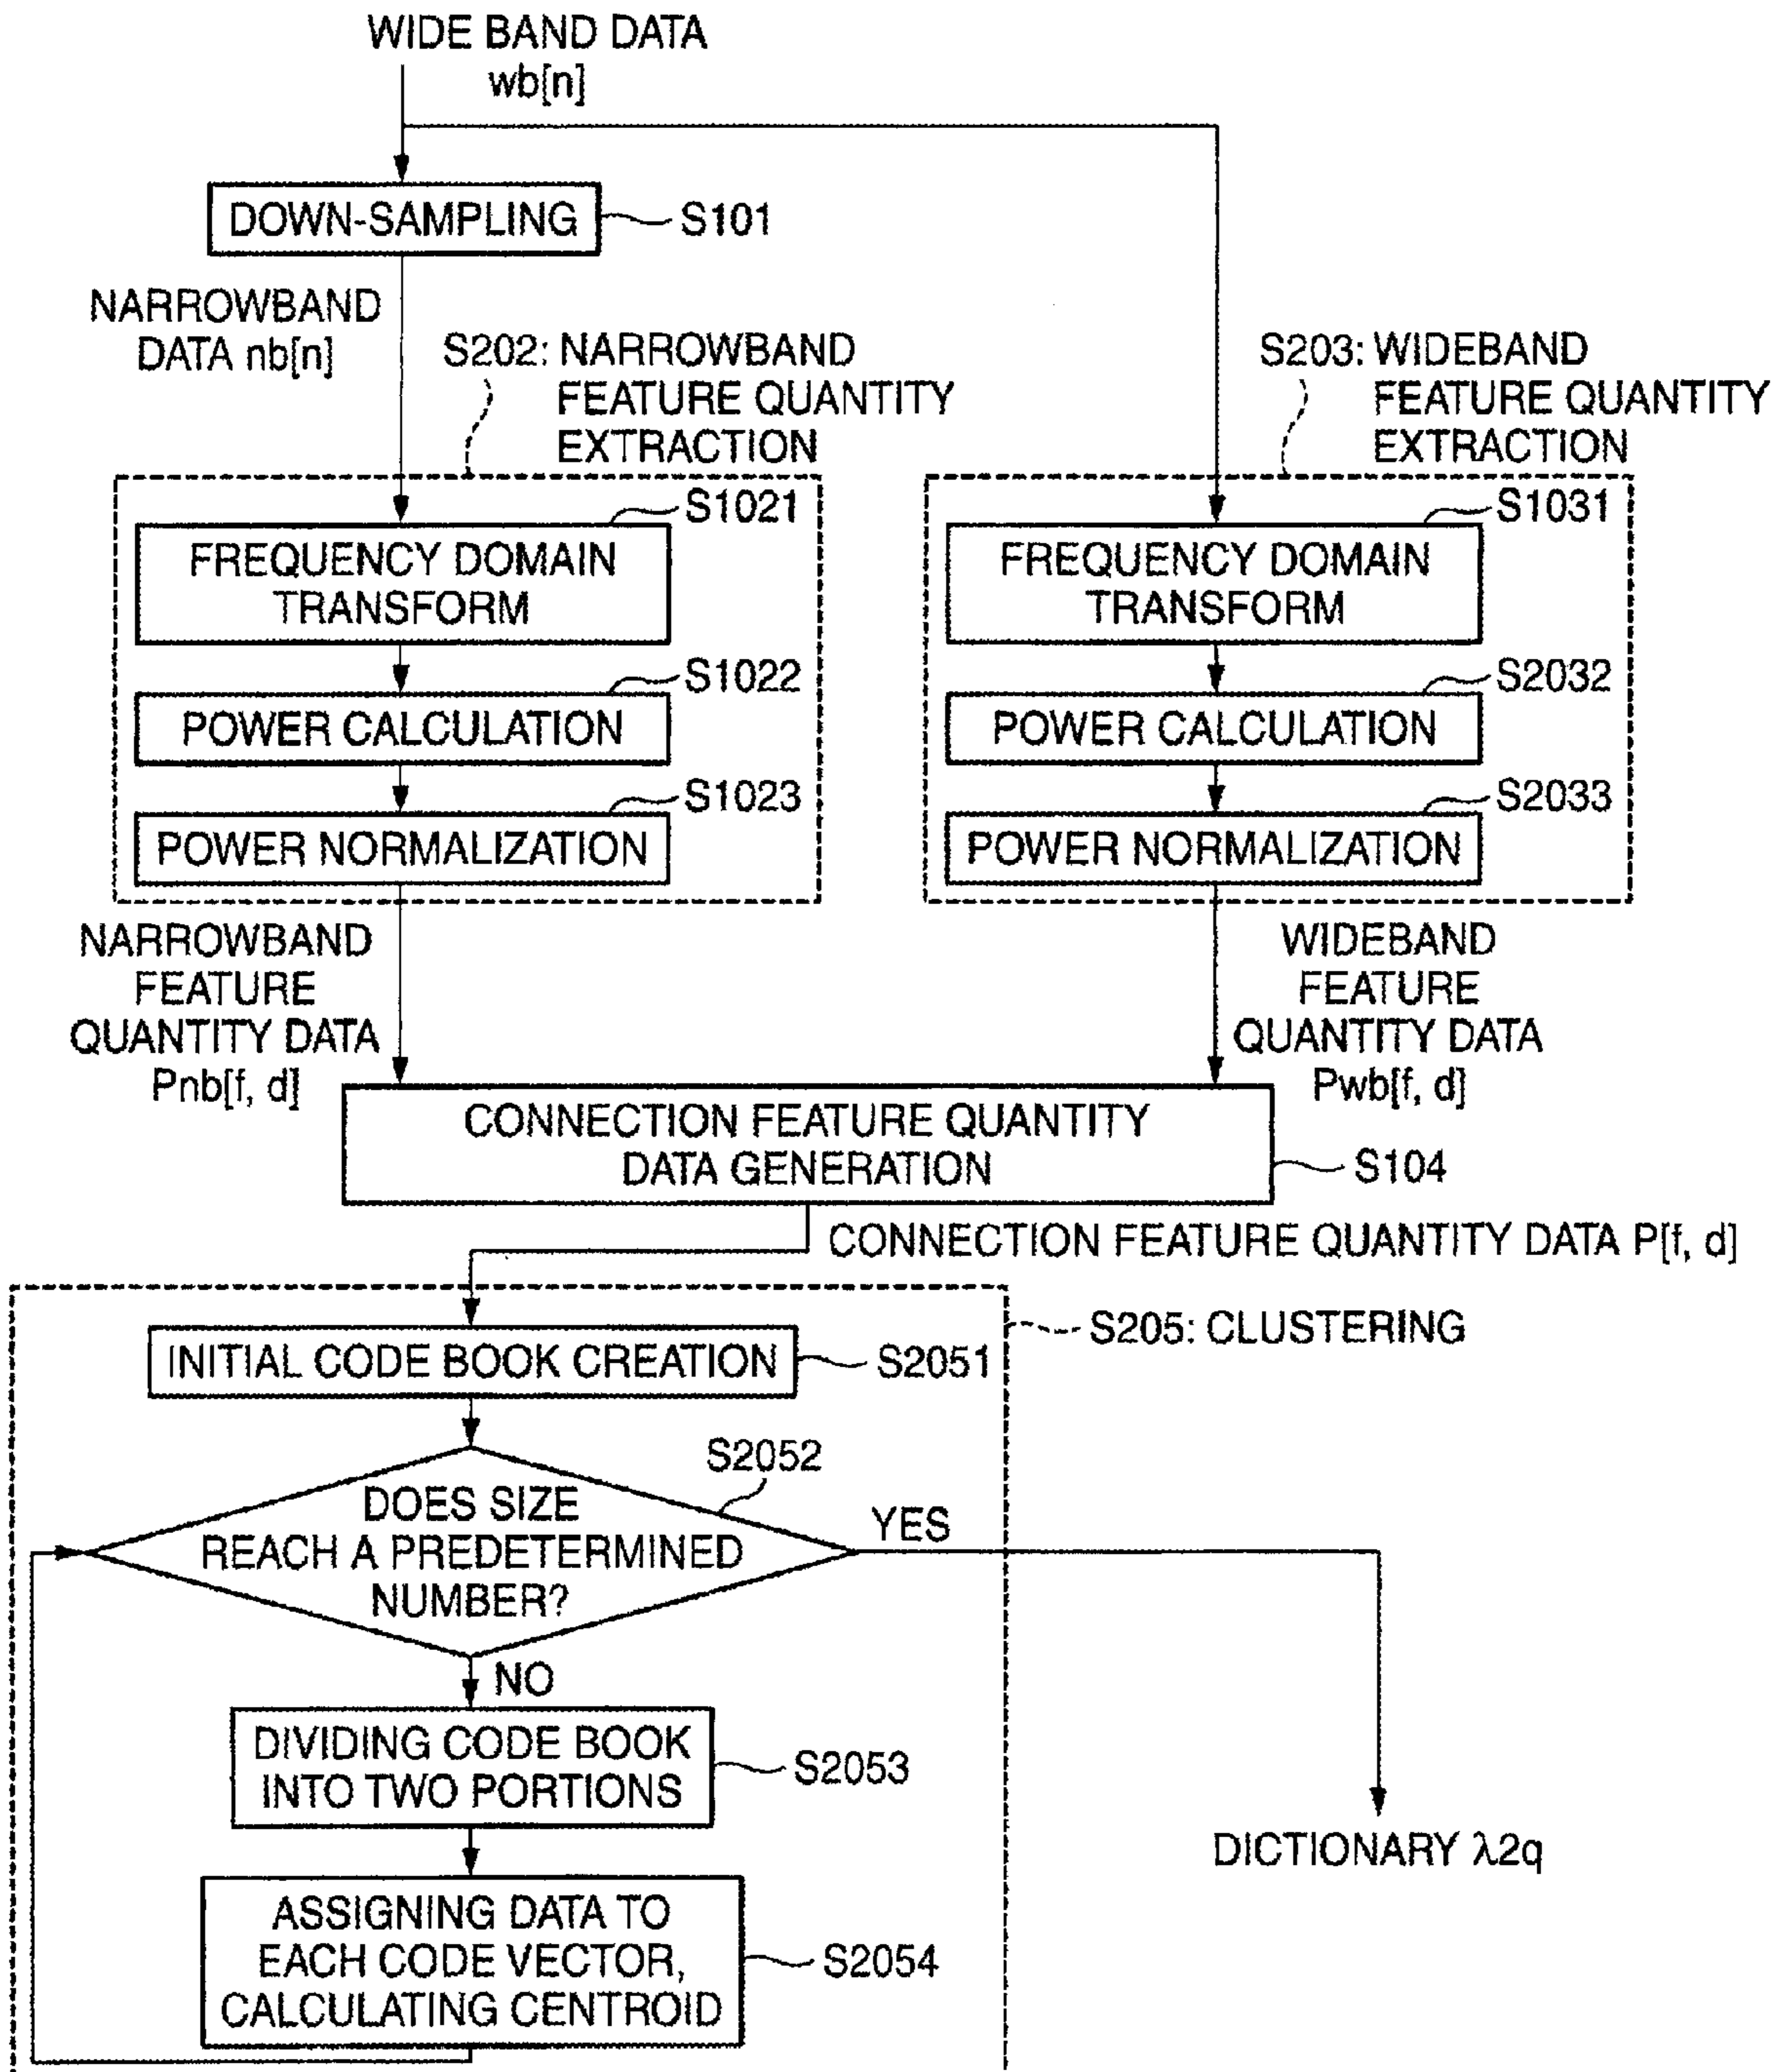 WIDE BAND DATA
wb[n]
DOWN-SAMPLING
S101
NARROWBAND
DATA nb[n]
S202: NARROWBAND
FEATURE QUANTITY
EXTRACTION
S203: WIDEBAND
FEATURE QUANTITY
EXTRACTION
S1021
FREQUENCY DOMAIN
TRANSFORM
S1022
POWER CALCULATION
S1023
POWER NORMALIZATION
S1031
FREQUENCY DOMAIN
TRANSFORM
S2032
POWER CALCULATION
S2033
POWER NORMALIZATION
NARROWBAND
FEATURE
QUANTITY DATA
Pnb[f, d]
WIDEBAND
FEATURE
QUANTITY DATA
Pwb[f, d]
CONNECTION FEATURE QUANTITY
DATA GENERATION
S104
CONNECTION FEATURE QUANTITY DATA P[f, d]
S205: CLUSTERING
INITIAL CODE BOOK CREATION
S2051
S2052
DOES SIZE
REACH A PREDETERMINED
NUMBER?
YES
NO
DIVIDING CODE BOOK
INTO TWO PORTIONS
S2053
DICTIONARY λ2q
ASSIGNING DATA TO
EACH CODE VECTOR,
CALCULATING CENTROID
S2054